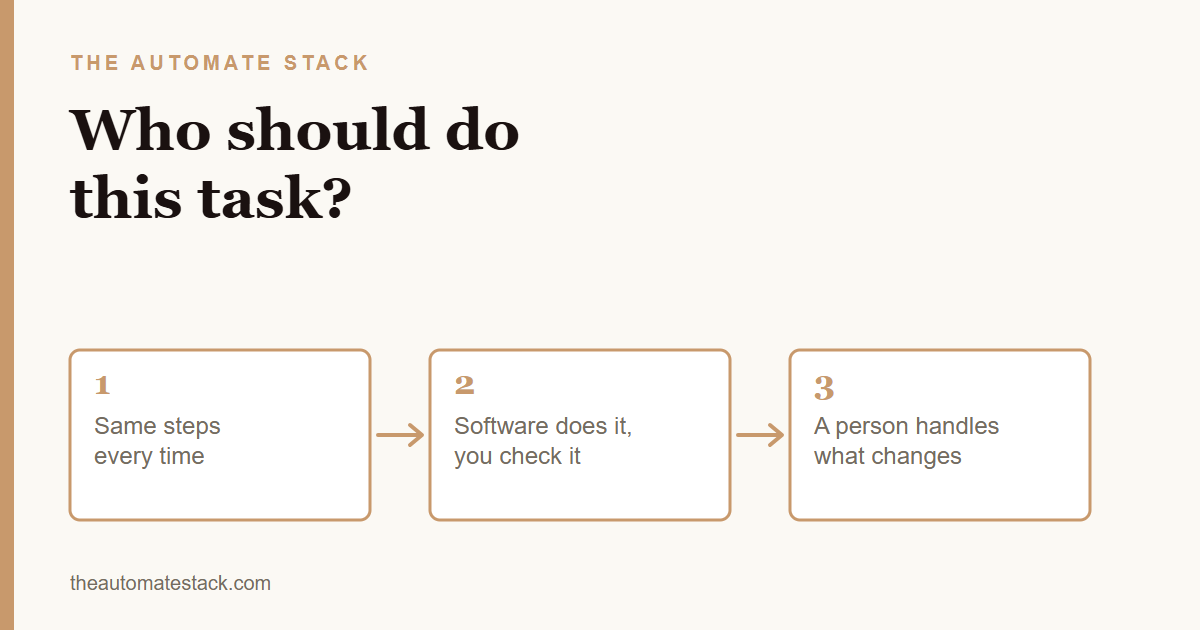 THE AUTOMATE STACK
Who should do
this task?
1
Same steps
every time
2
Software does it,
you check it
3
A person handles
what changes
theautomatestack.com